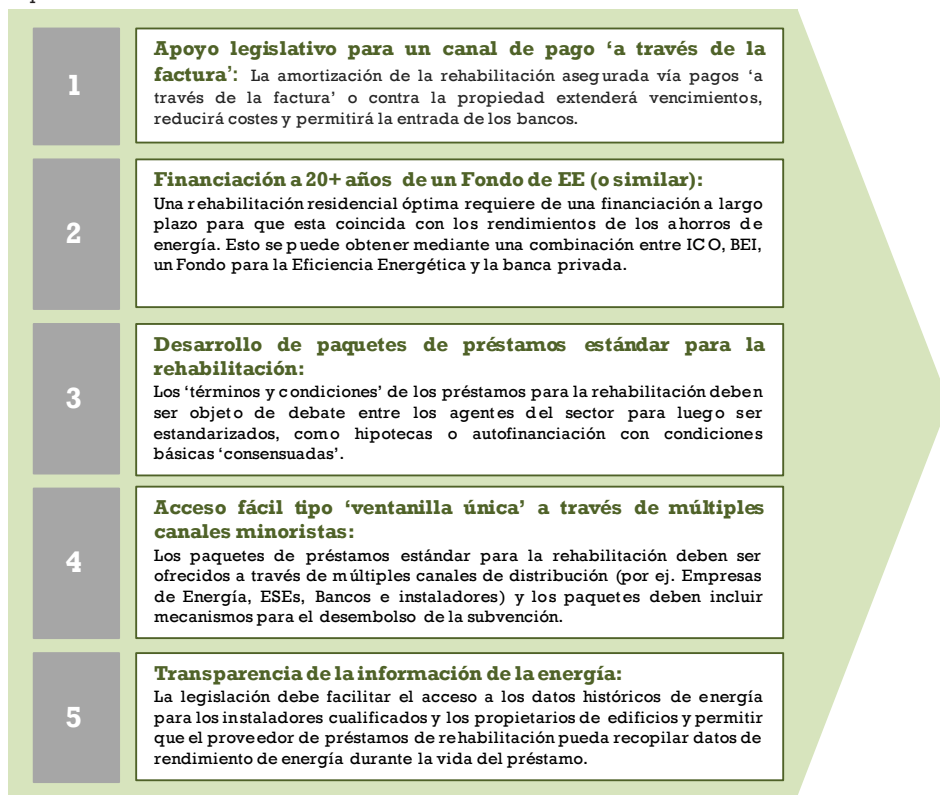 1
Apoyo legislativo para un canal de pago ‘a través de la
factura’: La amortización de la rehabilitación asegurada vía pagos ‘a
través de la factura’ o contra la propiedad extenderá vencimientos,
reducirá costes y permitirá la entrada de los bancos.
2
Financiación a 20+ años de un Fondo de EE (o similar):
Una rehabilitación residencial óptima requiere de una financiación a largo
plazo para que esta coincida con los rendimientos de los ahorros de
energía. Esto se puede obtener mediante una combinación entre ICO, BEI,
un Fondo para la Eficiencia Energética y la banca privada.
3
Desarrollo de paquetes de préstamos estándar para la
rehabilitación:
Los ‘términos y condiciones’ de los préstamos para la rehabilitación deben
ser objeto de debate entre los agentes del sector para luego ser
estandarizados, como hipotecas o autofinanciación con condiciones
básicas ‘consensuadas’.
4
Acceso fácil tipo ‘ventanilla única’ a través de múltiples
canales minoristas:
Los paquetes de préstamos estándar para la rehabilitación deben ser
ofrecidos a través de múltiples canales de distribución (por ej. Empresas
de Energía, ESEs, Bancos e instaladores) y los paquetes deben incluir
mecanismos para el desembolso de la subvención.
5
Transparencia de la información de la energía:
La legislación debe facilitar el acceso a los datos históricos de energía
para los instaladores cualificados y los propietarios de edificios y permitir
que el proveedor de préstamos de rehabilitación pueda recopilar datos de
rendimiento de energía durante la vida del préstamo.